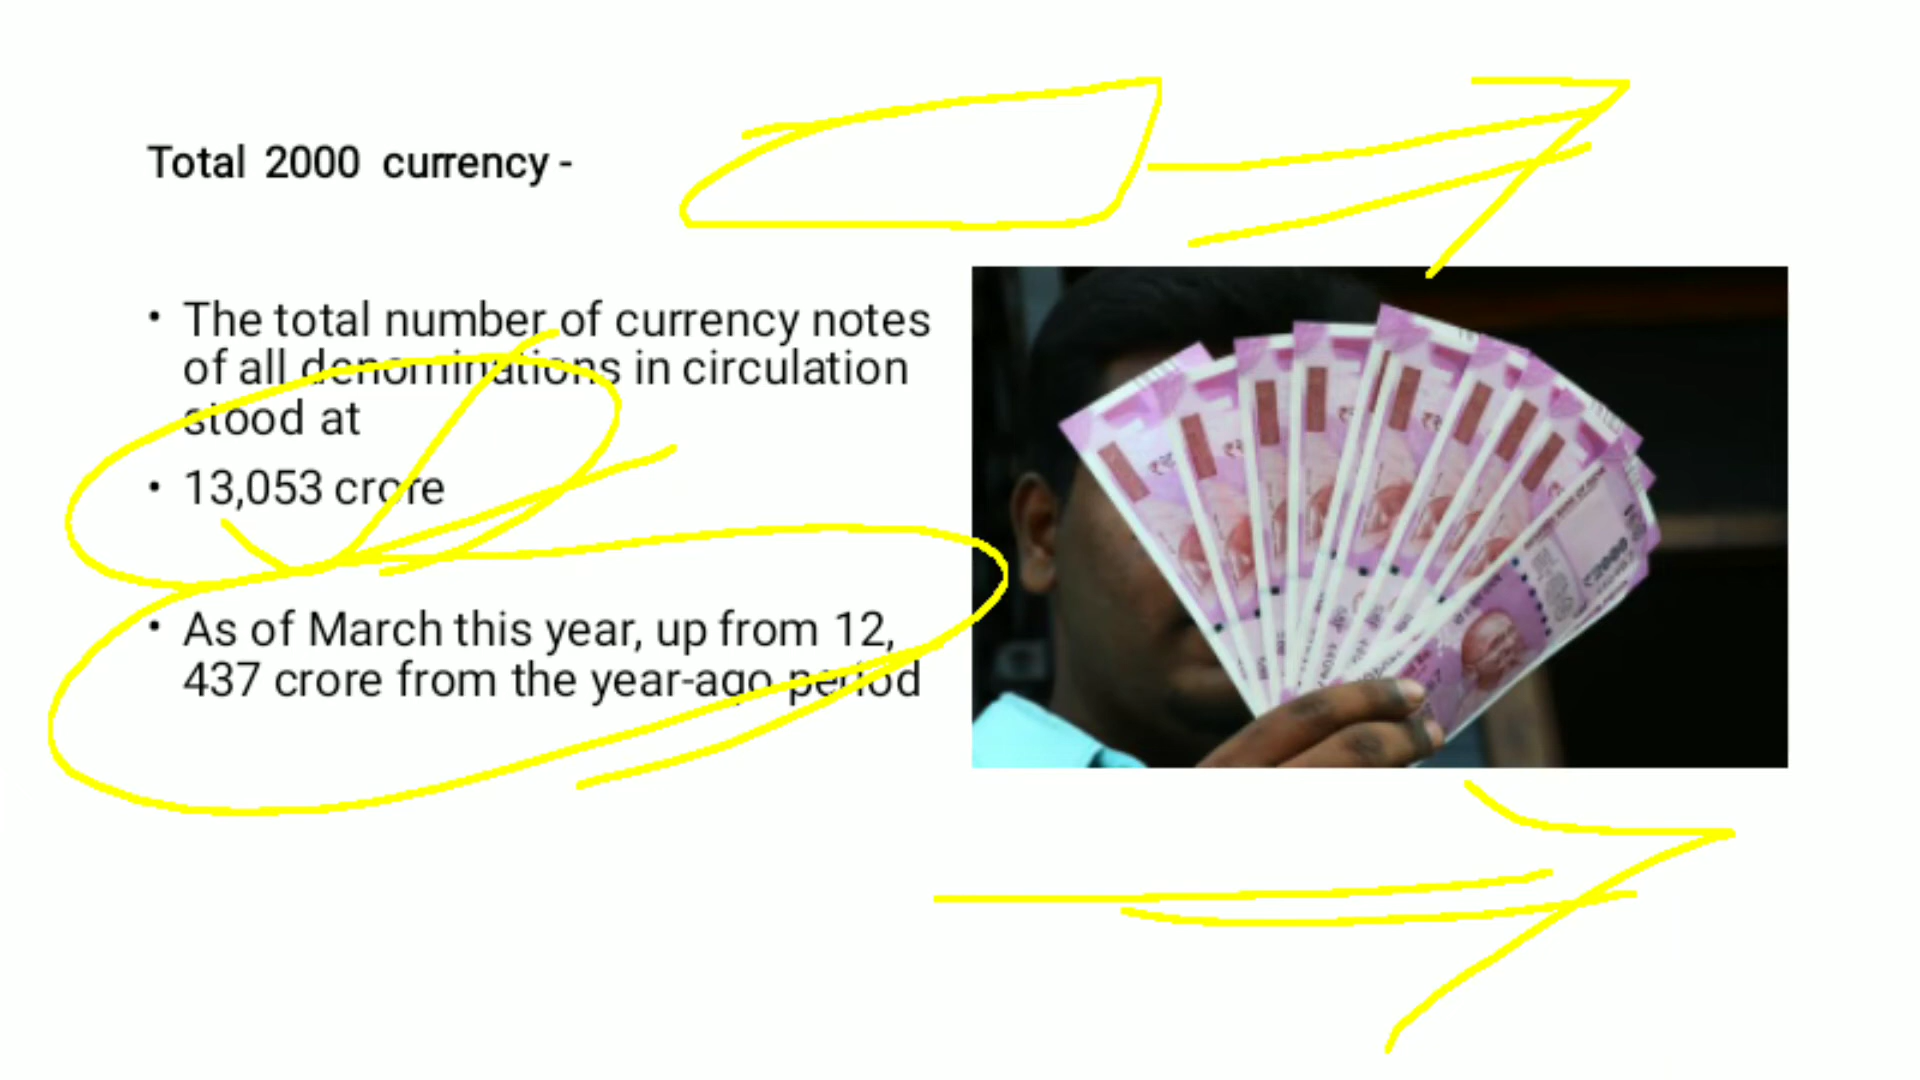 Total 2000 currency -
• The total number of currency notes
of all denominations in circulation
stood at
• 13,053 crore
• As of March this year, up from 12,
437 crore from the year-ago period
₹2000